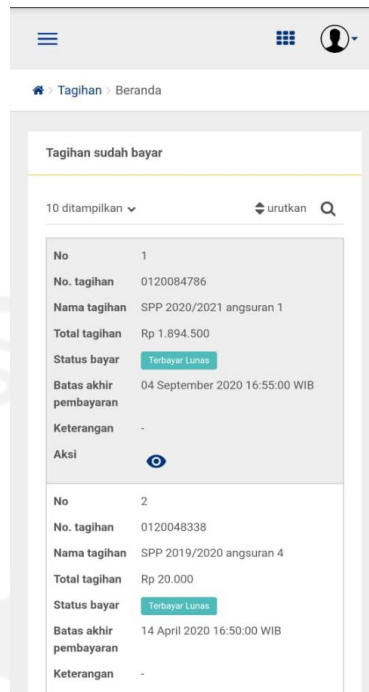 Tagihan Beranda
Tagihan sudah bayar
10 ditampilkan urutkan
No 1
No. tagihan 0120084786
Nama tagihan SPP 2020/2021 angsuran 1
Total tagihan Rp 1.894.500
Status bayar Terbayar Lunas
Batas akhir 04 September 2020 16:55:00 WIB
pembayaran
Keterangan -
Aksi
No 2
No. tagihan 0120048338
Nama tagihan SPP 2019/2020 angsuran 4
Total tagihan Rp 20.000
Status bayar Terbayar Lunas
Batas akhir 14 April 2020 16:50:00 WIB
pembayaran
Keterangan -